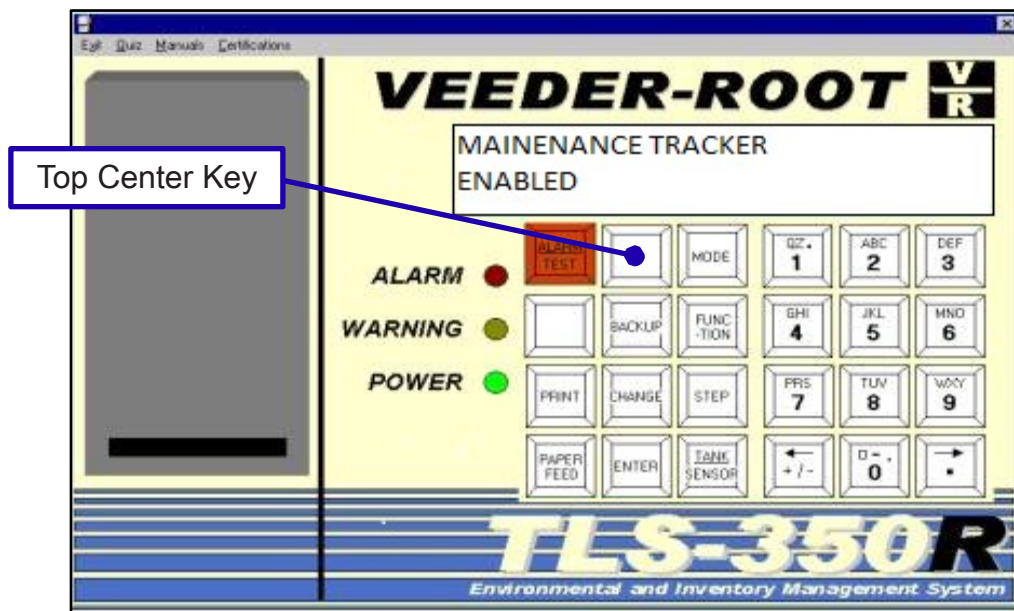 Exit Quiz Manuals Certifications
VEEDER-ROOT V R
MAINENANCE TRACKER
ENABLED
Top Center Key
ALARM TEST
MODE
QZ. 1
ABC 2
DEF 3
ALARM
BACKUP
FUNC -TION
GHI 4
JKL 5
MNO 6
WARNING
POWER
PRINT
CHANGE
STEP
PRS 7
TUV 8
WXY 9
PAPER FEED
ENTER
TANK SENSOR
← +/-
0
→ .
TLS-350R
Environmental and Inventory Management System